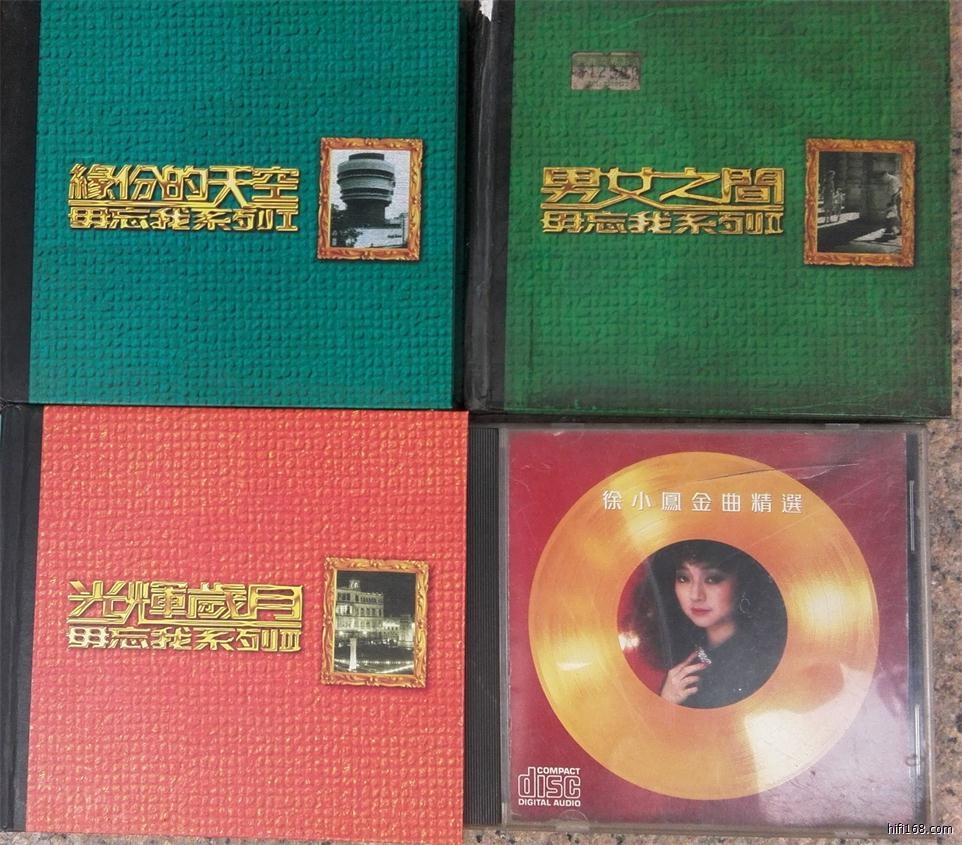 緣份的天空
毋忘我系列I
男女之間
毋忘我系列II
光輝歲月
毋忘我系列III
徐小鳳金曲精選
COMPACT
disc
DIGITAL AUDIO
hifi168.com